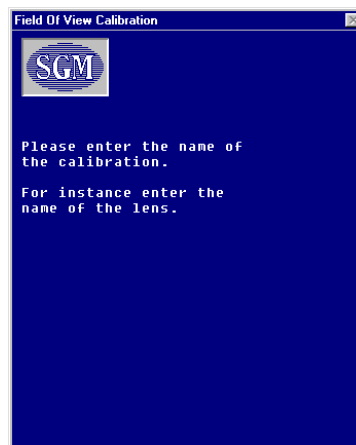 Field Of View Calibration
SGM
Please enter the name of
the calibration.
For instance enter the
name of the lens.